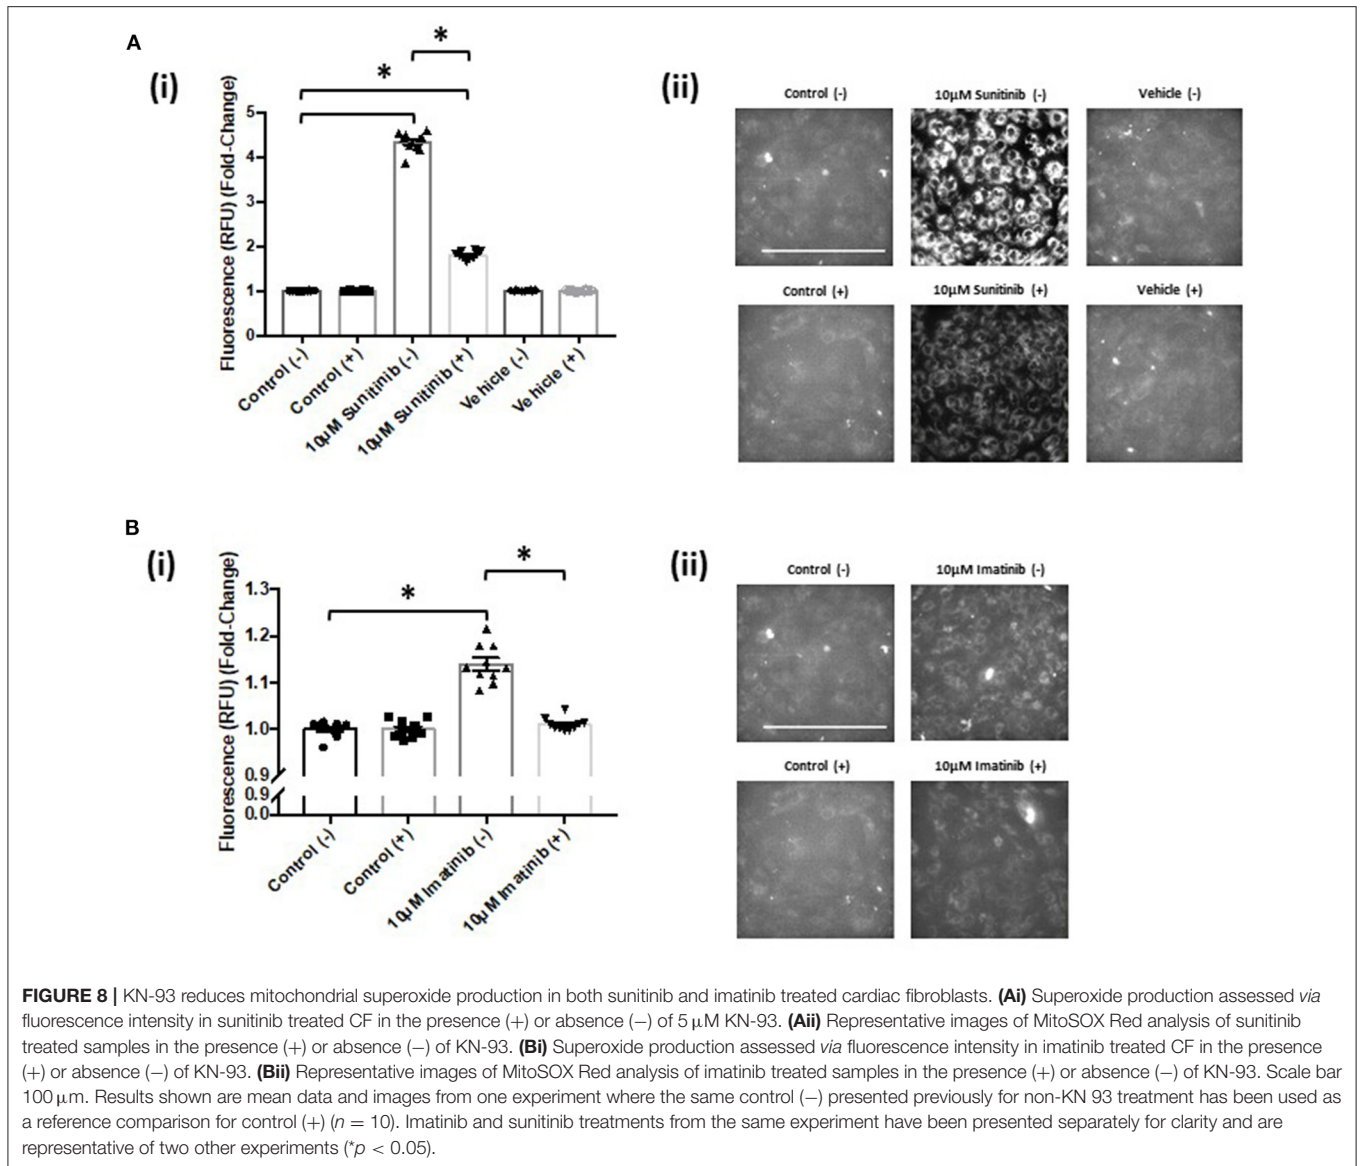 A
(i)
*
*
Fluorescence (RFU) (Fold-Change)
5
4
3
2
1
0
Control (-)
Control (+)
10µM Sunitinib (-)
10µM Sunitinib (+)
Vehicle (-)
Vehicle (+)
(ii)
Control (-)
10µM Sunitinib (-)
Vehicle (-)
Control (+)
10µM Sunitinib (+)
Vehicle (+)
B
(i)
*
*
Fluorescence (RFU) (Fold-Change)
1.3
1.2
1.1
1.0
0.9
0.9
0.0
Control (-)
Control (+)
10µM Imatinib (-)
10µM Imatinib (+)
(ii)
Control (-)
10µM Imatinib (-)
Control (+)
10µM Imatinib (+)
FIGURE 8 | KN-93 reduces mitochondrial superoxide production in both sunitinib and imatinib treated cardiac fibroblasts. (Ai) Superoxide production assessed via
fluorescence intensity in sunitinib treated CF in the presence (+) or absence (−) of 5 µM KN-93. (Aii) Representative images of MitoSOX Red analysis of sunitinib
treated samples in the presence (+) or absence (−) of KN-93. (Bi) Superoxide production assessed via fluorescence intensity in imatinib treated CF in the presence
(+) or absence (−) of KN-93. (Bii) Representative images of MitoSOX Red analysis of imatinib treated samples in the presence (+) or absence (−) of KN-93. Scale bar
100 µm. Results shown are mean data and images from one experiment where the same control (−) presented previously for non-KN 93 treatment has been used as
a reference comparison for control (+) (n = 10). Imatinib and sunitinib treatments from the same experiment have been presented separately for clarity and are
representative of two other experiments (*p < 0.05).